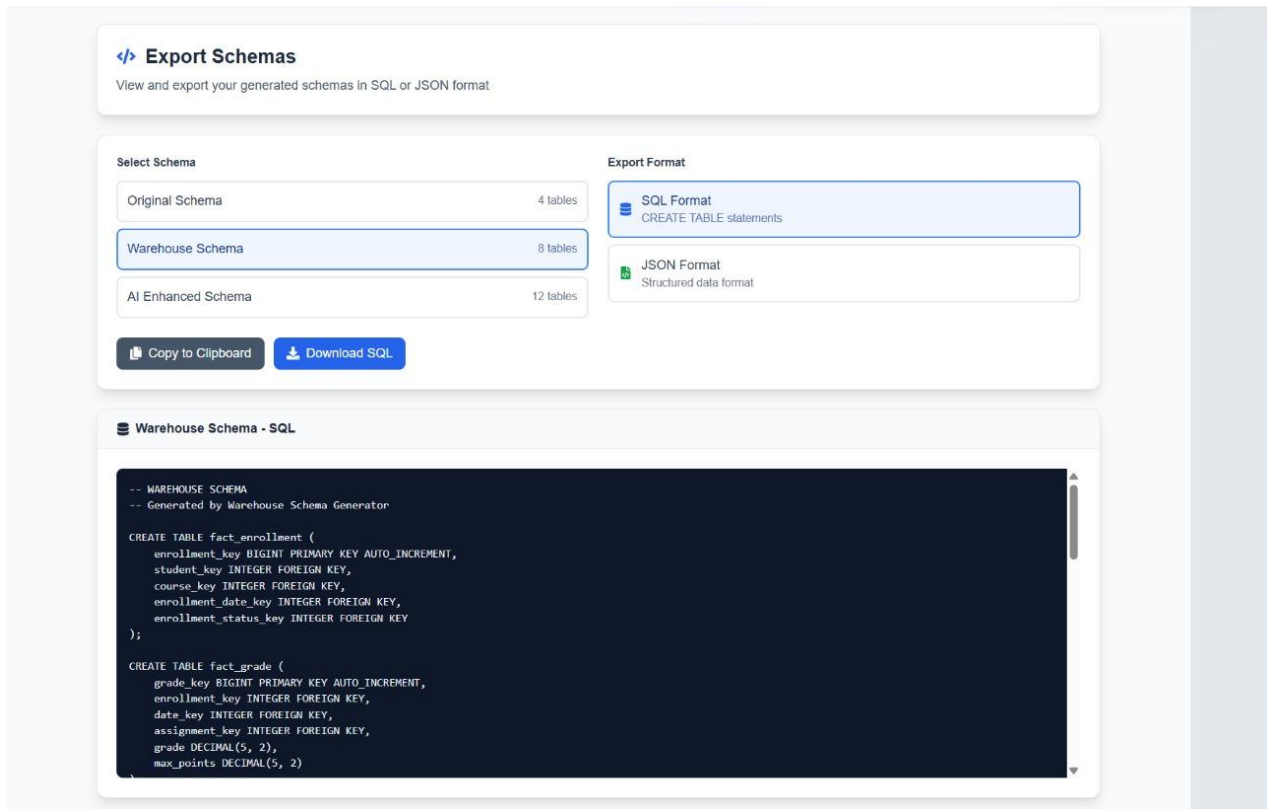 Export Schemas
View and export your generated schemas in SQL or JSON format
Select Schema
Original Schema 4 tables
Warehouse Schema 8 tables
AI Enhanced Schema 12 tables
Export Format
SQL Format
CREATE TABLE statements
JSON Format
Structured data format
Copy to Clipboard
Download SQL
Warehouse Schema - SQL
-- WAREHOUSE SCHEMA
-- Generated by Warehouse Schema Generator
CREATE TABLE fact_enrollment (
    enrollment_key BIGINT PRIMARY KEY AUTO_INCREMENT,
    student_key INTEGER FOREIGN KEY,
    course_key INTEGER FOREIGN KEY,
    enrollment_date_key INTEGER FOREIGN KEY,
    enrollment_status_key INTEGER FOREIGN KEY
);
CREATE TABLE fact_grade (
    grade_key BIGINT PRIMARY KEY AUTO_INCREMENT,
    enrollment_key INTEGER FOREIGN KEY,
    date_key INTEGER FOREIGN KEY,
    assignment_key INTEGER FOREIGN KEY,
    grade DECIMAL(5, 2),
    max_points DECIMAL(5, 2)